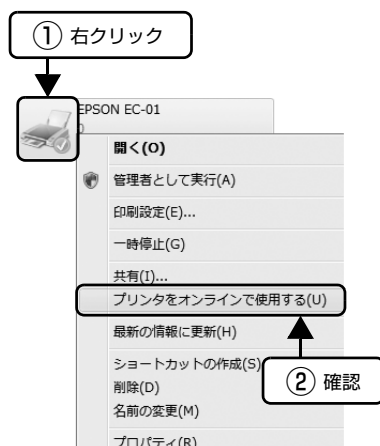 ① 右クリック
EPSON EC-01
0
開く(O)
管理者として実行(A)
印刷設定(E)...
一時停止(G)
共有(I)...
プリンタをオンラインで使用する(U)
最新の情報に更新(H)
ショートカットの作成(S)
② 確認
削除(D)
名前の変更(M)
プロパティ(R)